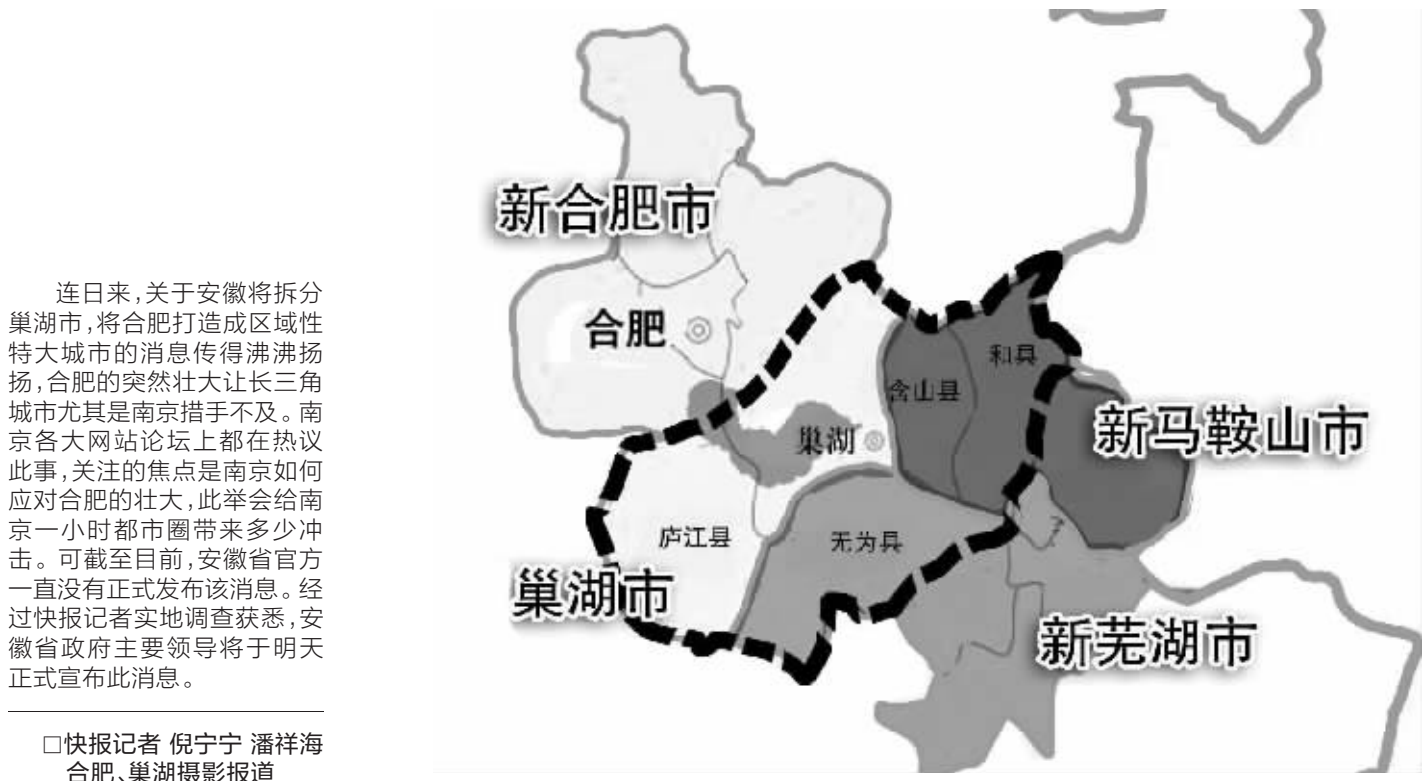 连日来，关于安徽将拆分
巢湖市，将合肥打造成区域性
特大城市的消息传得沸沸扬
扬，合肥的突然壮大让长三角
城市尤其是南京措手不及。南
京各大网站论坛上都在热议
此事，关注的焦点是南京如何
应对合肥的壮大，此举会给南
京一小时都市圈带来多少冲
击。可截至目前，安徽省官方
一直没有正式发布该消息。经
过快报记者实地调查获悉，安
徽省政府主要领导将于明天
正式宣布此消息。
□快报记者 倪宁宁 潘祥海
合肥、巢湖摄影报道
新合肥市
合肥
和县
含山县
新马鞍山市
巢湖
庐江县
无为县
巢湖市
新芜湖市